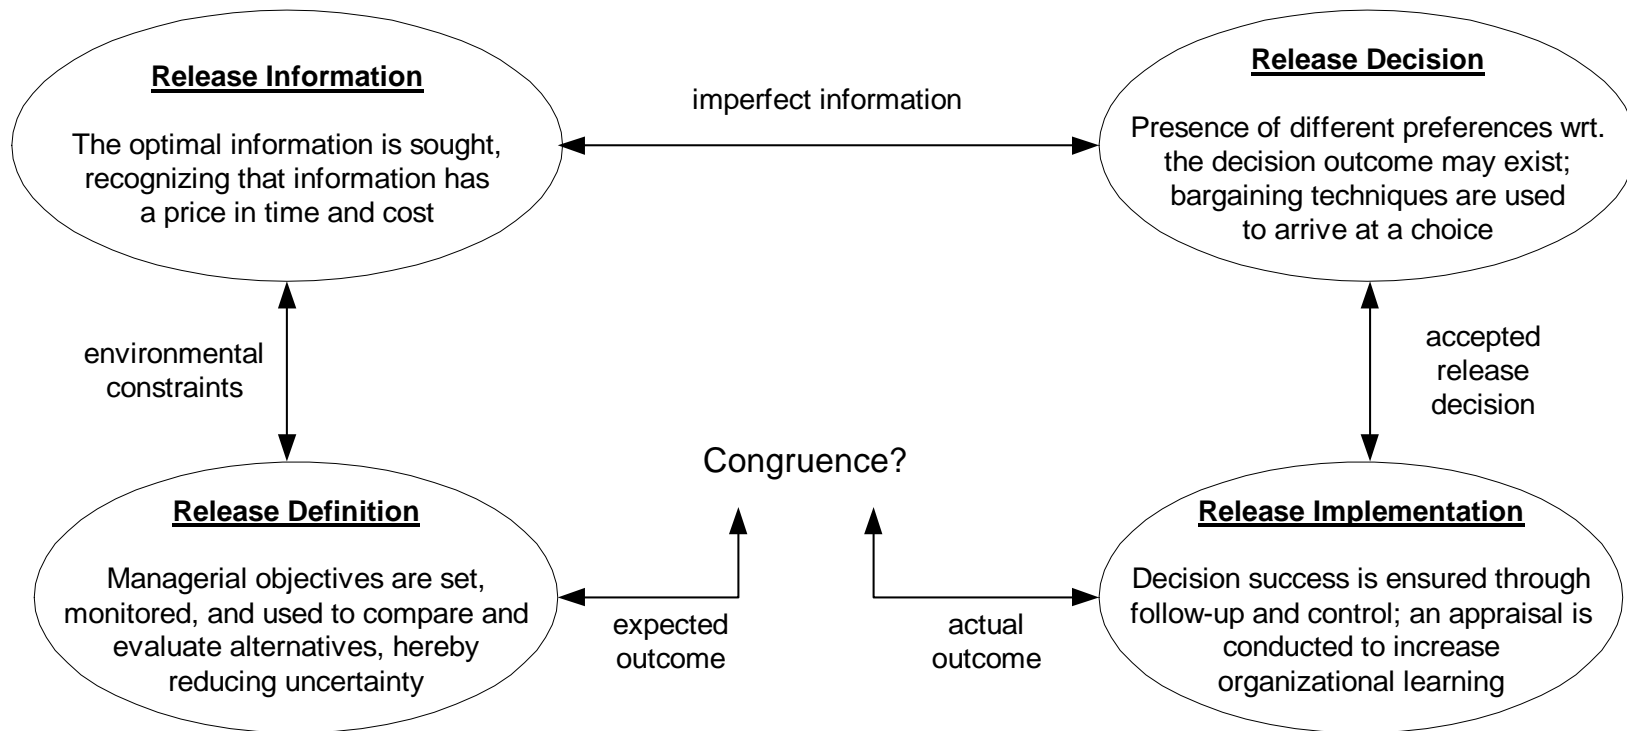 Release Information
The optimal information is sought,
recognizing that information has
a price in time and cost
imperfect information
Release Decision
Presence of different preferences wrt.
the decision outcome may exist;
bargaining techniques are used
to arrive at a choice
environmental
constraints
accepted
release
decision
Congruence?
Release Definition
Managerial objectives are set,
monitored, and used to compare and
evaluate alternatives, hereby
reducing uncertainty
expected
outcome
actual
outcome
Release Implementation
Decision success is ensured through
follow-up and control; an appraisal is
conducted to increase
organizational learning